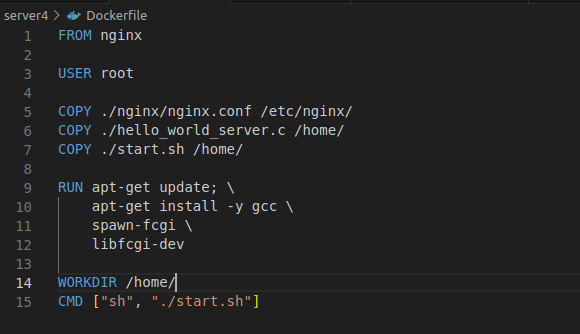 server4 > Dockerfile
1 FROM nginx
2
3 USER root
4
5 COPY ./nginx/nginx.conf /etc/nginx/
6 COPY ./hello_world_server.c /home/
7 COPY ./start.sh /home/
8
9 RUN apt-get update; \
10 apt-get install -y gcc \
11 spawn-fcgi \
12 libfcgi-dev
13
14 WORKDIR /home/
15 CMD ["sh", "./start.sh"]